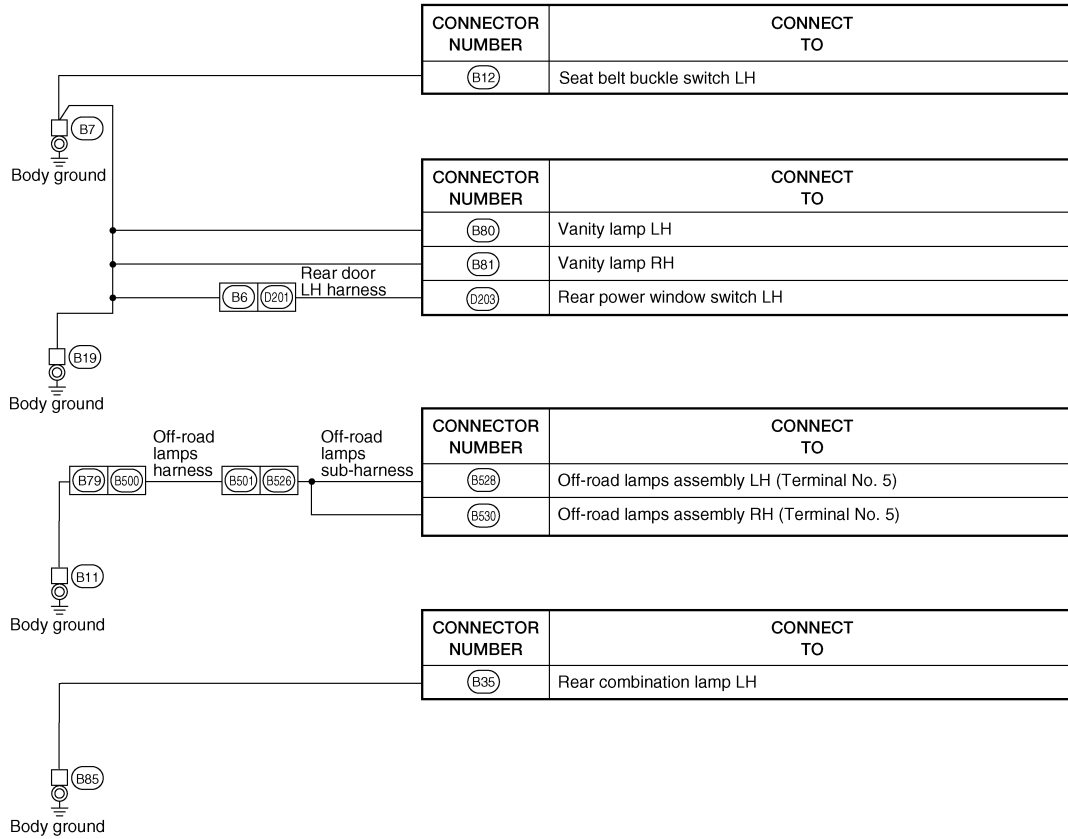 CONNECTOR NUMBER
CONNECT TO
B12
Seat belt buckle switch LH
B7
Body ground
CONNECTOR NUMBER
CONNECT TO
B80
Vanity lamp LH
B81
Vanity lamp RH
Rear door
LH harness
B6 D201
D203
Rear power window switch LH
B19
Body ground
CONNECTOR NUMBER
CONNECT TO
Off-road
lamps
harness
Off-road
lamps
sub-harness
B79 B500
B501 B526
B528
Off-road lamps assembly LH (Terminal No. 5)
B530
Off-road lamps assembly RH (Terminal No. 5)
B11
Body ground
CONNECTOR NUMBER
CONNECT TO
B35
Rear combination lamp LH
B85
Body ground